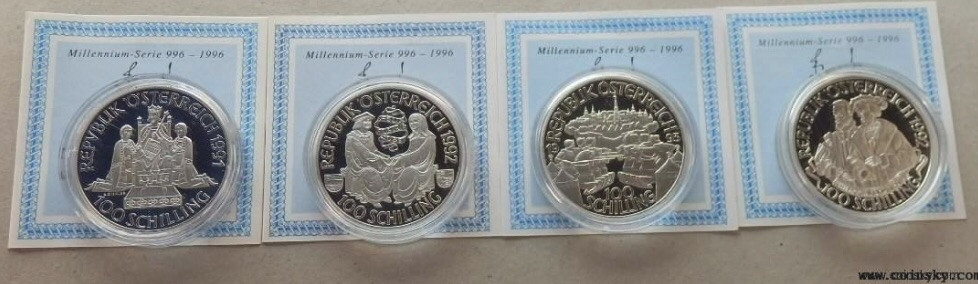 Millennium-Serie 996 – 1996
REPUBLIK ÖSTERREICH 1991
100 SCHILLING
Millennium-Serie 996 – 1996
REPUBLIK ÖSTERREICH 1992
100 SCHILLING
Millennium-Serie 996 – 1996
REPUBLIK ÖSTERREICH
100
SCHILLING
Millennium-Serie 996 – 1996
REPUBLIK ÖSTERREICH 1992
100 SCHILLING